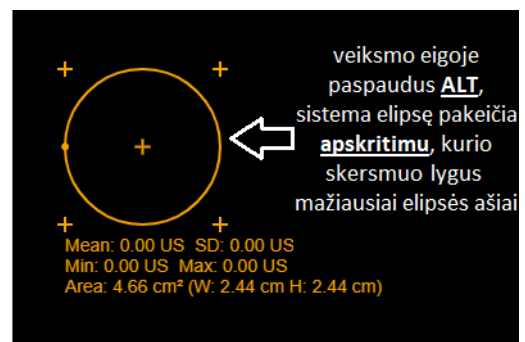 veiksmo eigoje
paspaudus ALT,
sistema elipsę pakeičia
apskritimu, kurio
skersmuo lygus
mažiausiai elipsės ašiai
Mean: 0.00 US SD: 0.00 US
Min: 0.00 US Max: 0.00 US
Area: 4.66 cm² (W: 2.44 cm H: 2.44 cm)